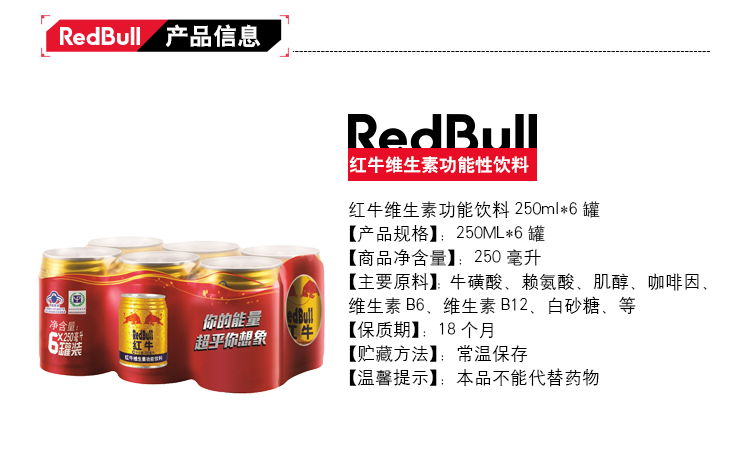 RedBull 产品信息
RedBull
红牛维生素功能性饮料
红牛维生素功能饮料 250ml*6 罐
【产品规格】：250ML*6 罐
【商品净含量】：250 毫升
【主要原料】：牛磺酸、赖氨酸、肌醇、咖啡因、
维生素 B6、维生素 B12、白砂糖、等
【保质期】：18 个月
【贮藏方法】：常温保存
【温馨提示】：本品不能代替药物
净含量：
6×250毫升
罐装
RedBull
红牛
红牛维生素功能饮料
你的能量
超乎你想象
牛